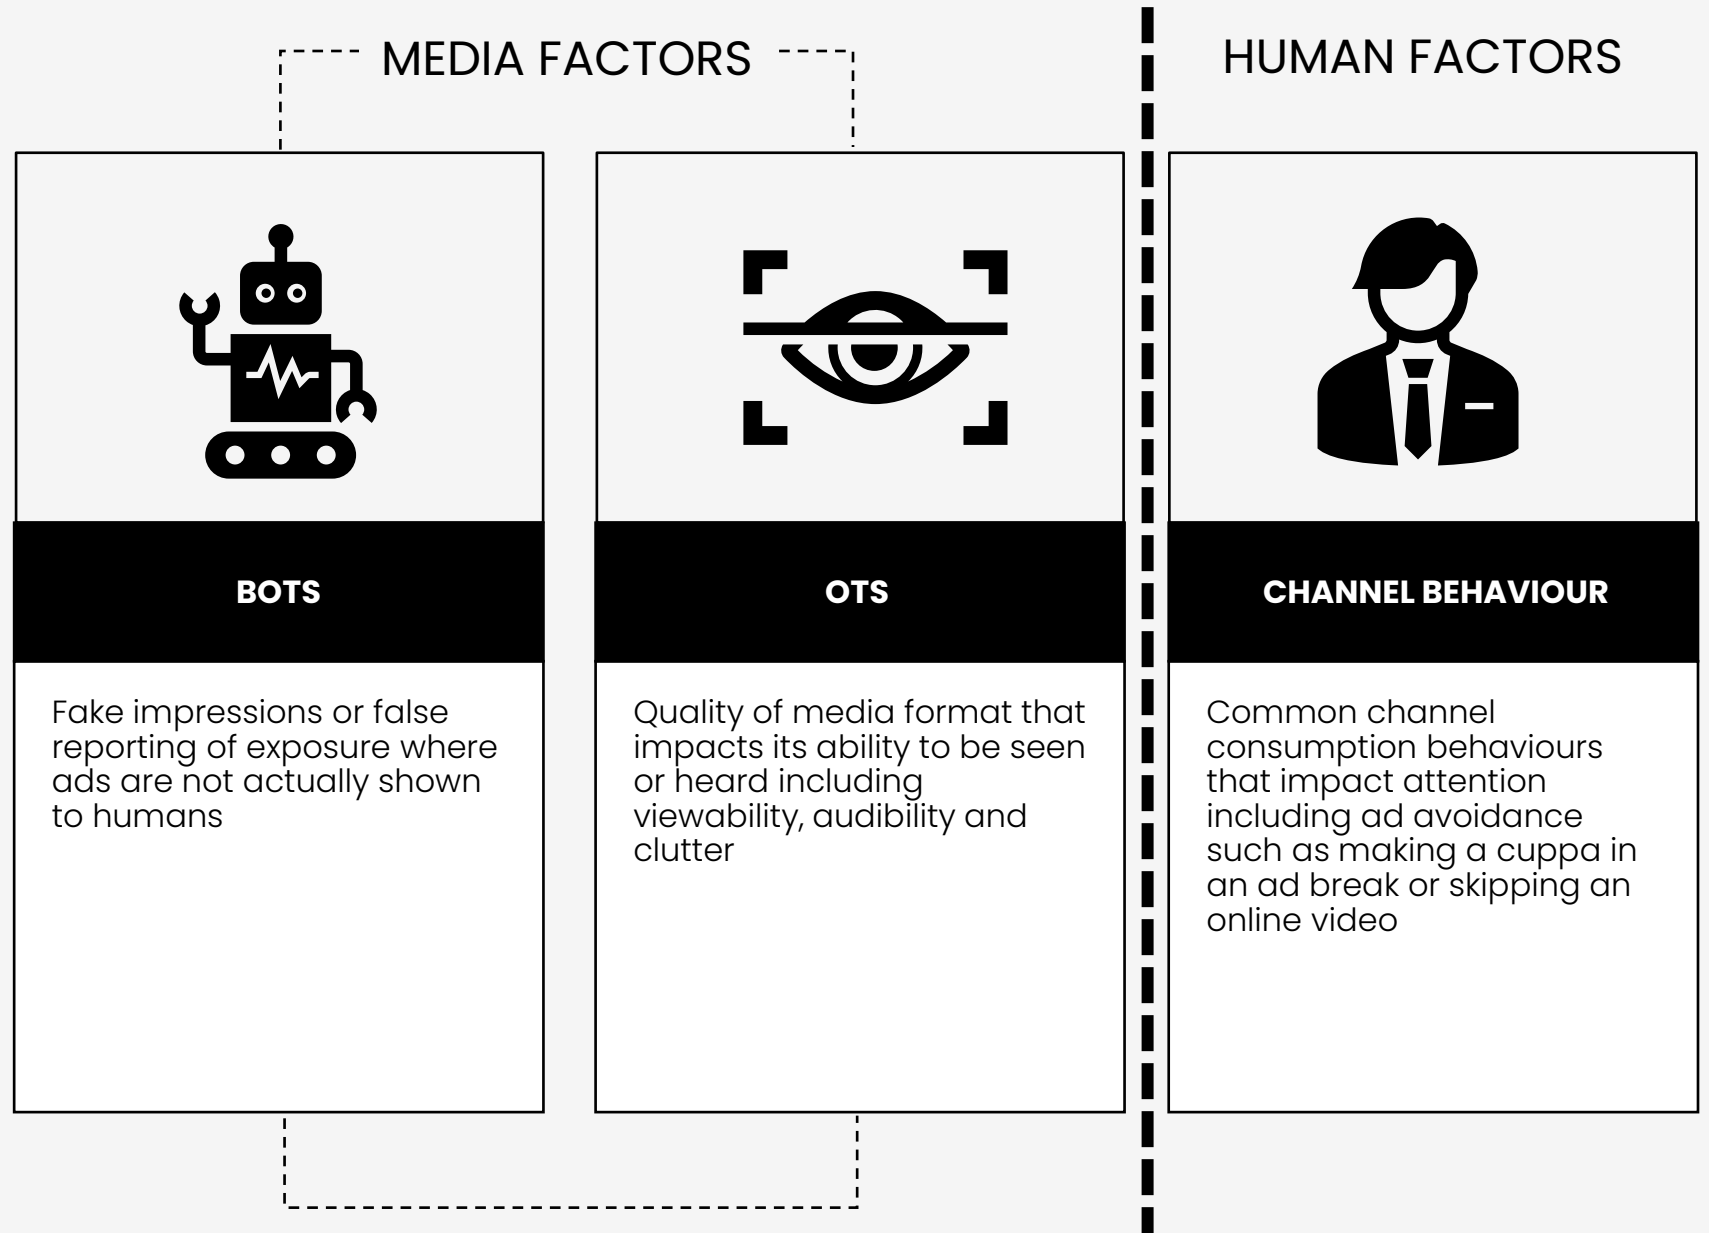 MEDIA FACTORS
HUMAN FACTORS
BOTS
Fake impressions or false
reporting of exposure where
ads are not actually shown
to humans
OTS
Quality of media format that
impacts its ability to be seen
or heard including
viewability, audibility and
clutter
CHANNEL BEHAVIOUR
Common channel
consumption behaviours
that impact attention
including ad avoidance
such as making a cuppa in
an ad break or skipping an
online video